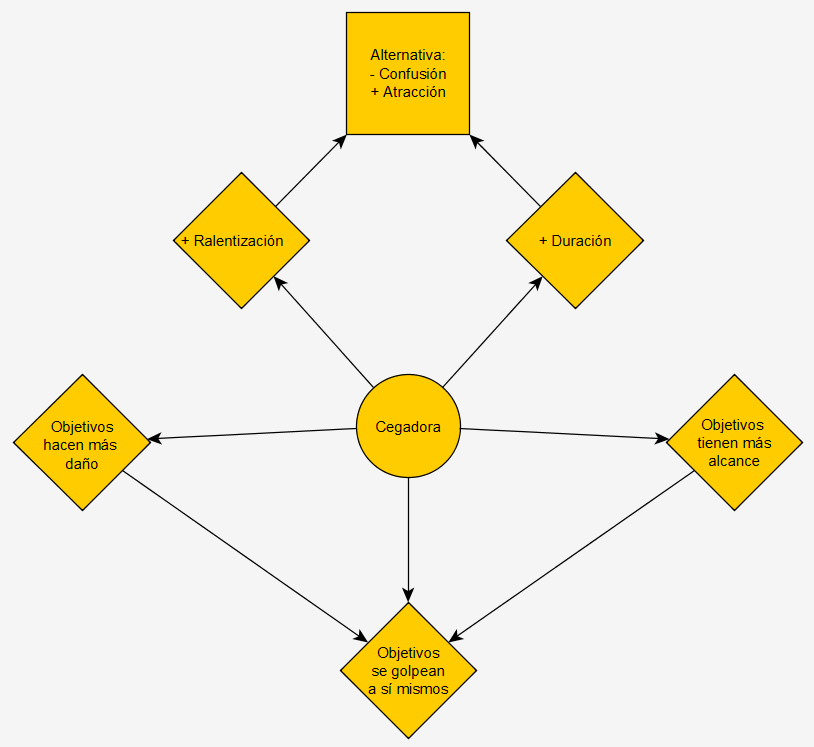 Alternativa:
- Confusión
+ Atracción
+ Ralentización
+ Duración
Cegadora
Objetivos
hacen más
daño
Objetivos
tienen más
alcance
Objetivos
se golpean
a sí mismos